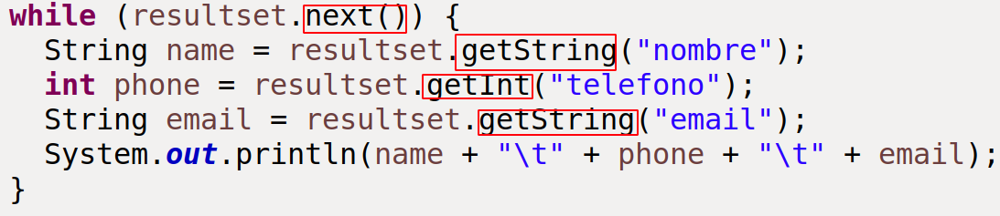 while (resultset.next()) {
  String name = resultset.getString("nombre");
  int phone = resultset.getInt("telefono");
  String email = resultset.getString("email");
  System.out.println(name + "\t" + phone + "\t" + email);
}